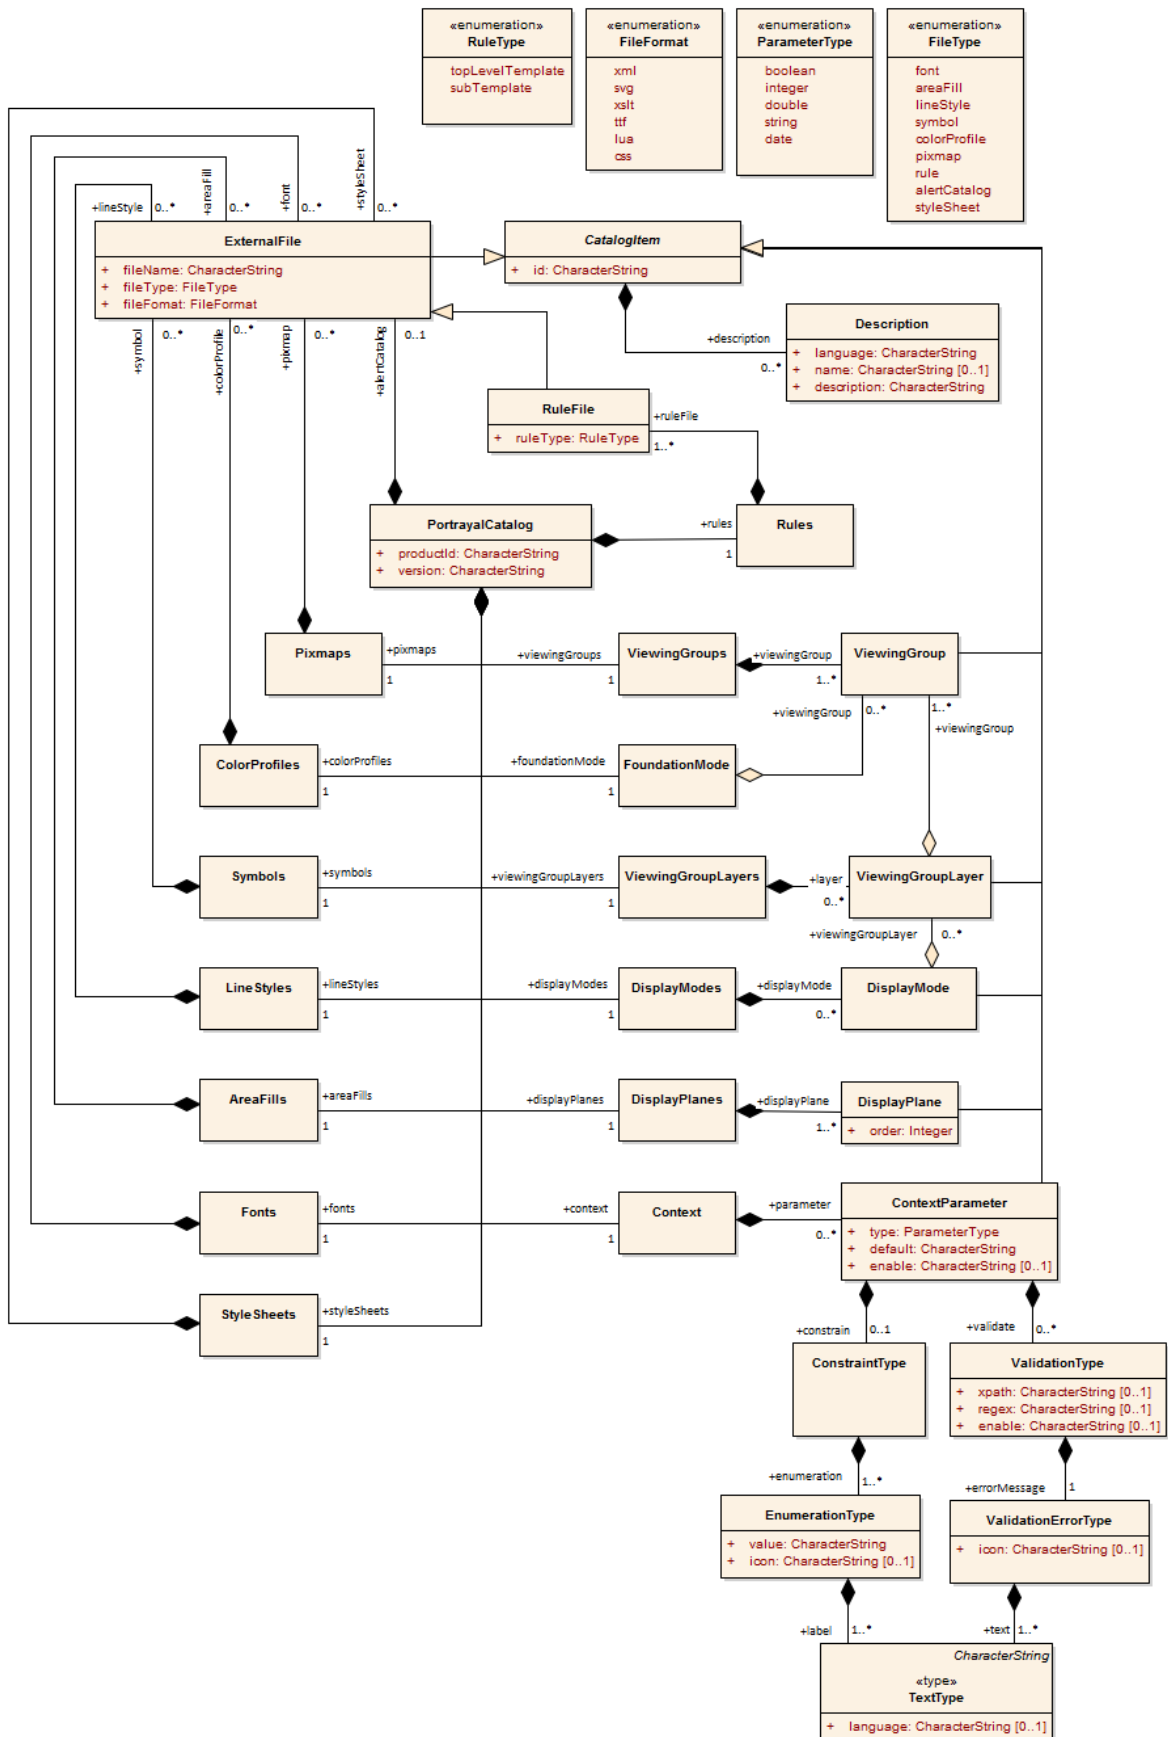 «enumeration»
RuleType
topLevelTemplate
subTemplate
«enumeration»
FileFormat
xml
svg
xslt
ttf
lua
css
«enumeration»
ParameterType
boolean
integer
double
string
date
«enumeration»
FileType
font
areaFill
lineStyle
symbol
colorProfile
pixmap
rule
alertCatalog
styleSheet
+lineStyle
0..*
+areaFill
0..*
+font
0..*
+styleSheet
0..*
ExternalFile
+ fileName: CharacterString
+ fileType: FileType
+ fileFomat: FileFormat
CatalogItem
+ id: CharacterString
+description
0..*
Description
+ language: CharacterString
+ name: CharacterString [0..1]
+ description: CharacterString
+symbol
0..*
+colorProfile
0..*
+pixmap
0..*
+alertCatalog
0..1
RuleFile
+ ruleType: RuleType
+ruleFile
1..*
PortrayalCatalog
+ productId: CharacterString
+ version: CharacterString
+rules
1
Rules
Pixmaps
+pixmaps
1
+viewingGroups
1
ViewingGroups
+viewingGroup
1..*
ViewingGroup
+viewingGroup
0..*
1..*
+viewingGroup
ColorProfiles
+colorProfiles
1
+foundationMode
1
FoundationMode
Symbols
+symbols
1
+viewingGroupLayers
1
ViewingGroupLayers
+layer
0..*
ViewingGroupLayer
+viewingGroupLayer
0..*
LineStyles
+lineStyles
1
+displayModes
1
DisplayModes
+displayMode
0..*
DisplayMode
AreaFills
+areaFills
1
+displayPlanes
1
DisplayPlanes
+displayPlane
1..*
DisplayPlane
+ order: Integer
Fonts
+fonts
1
+context
1
Context
+parameter
0..*
ContextParameter
+ type: ParameterType
+ default: CharacterString
+ enable: CharacterString [0..1]
StyleSheets
+styleSheets
1
+constrain
0..1
+validate
0..*
ConstraintType
ValidationType
+ xpath: CharacterString [0..1]
+ regex: CharacterString [0..1]
+ enable: CharacterString [0..1]
+enumeration
1..*
+errorMessage
1
EnumerationType
+ value: CharacterString
+ icon: CharacterString [0..1]
ValidationErrorType
+ icon: CharacterString [0..1]
+label
1..*
+text
1..*
CharacterString
«type»
TextType
+ language: CharacterString [0..1]